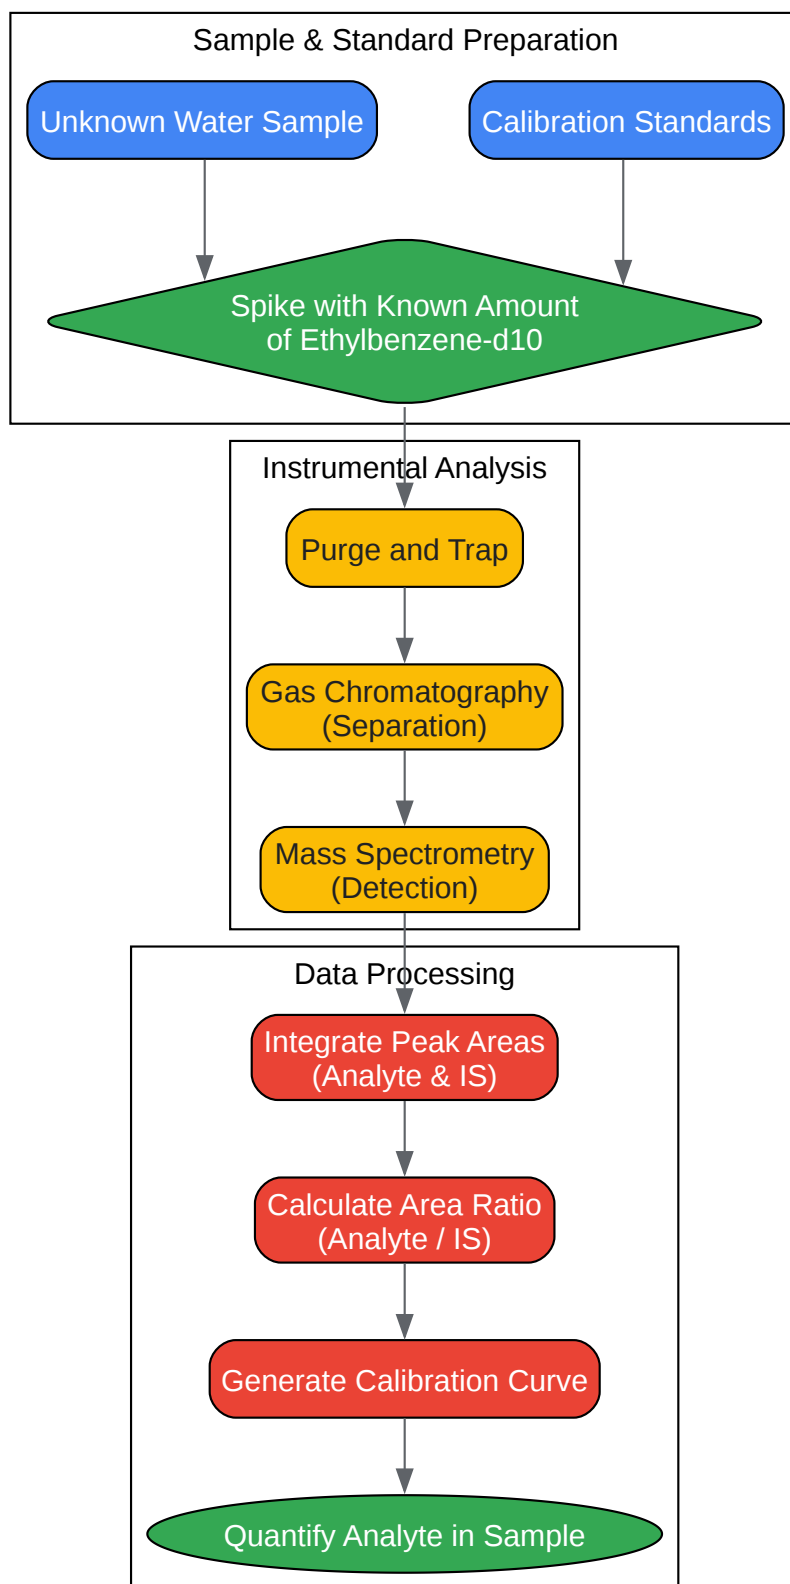 Sample & Standard Preparation
Unknown Water Sample
Calibration Standards
Spike with Known Amount
of Ethylbenzene-d10
Instrumental Analysis
Purge and Trap
Gas Chromatography
(Separation)
Mass Spectrometry
(Detection)
Data Processing
Integrate Peak Areas
(Analyte & IS)
Calculate Area Ratio
(Analyte / IS)
Generate Calibration Curve
Quantify Analyte in Sample